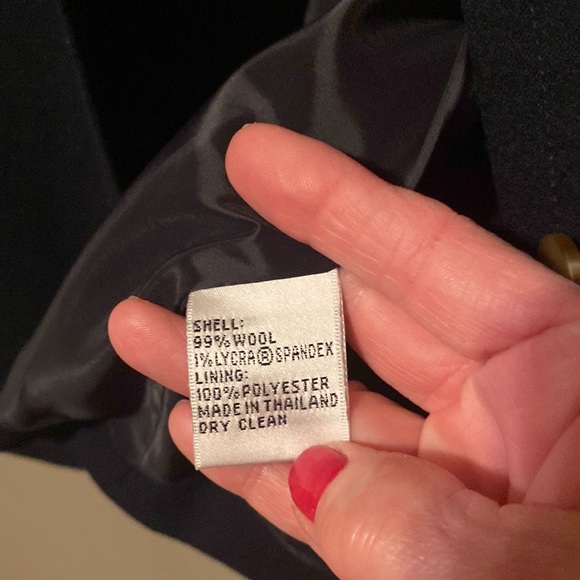 SHELL:
99% WOOL
1% LYCRA® SPANDEX
LINING:
100% POLYESTER
MADE IN THAILAND
DRY CLEAN